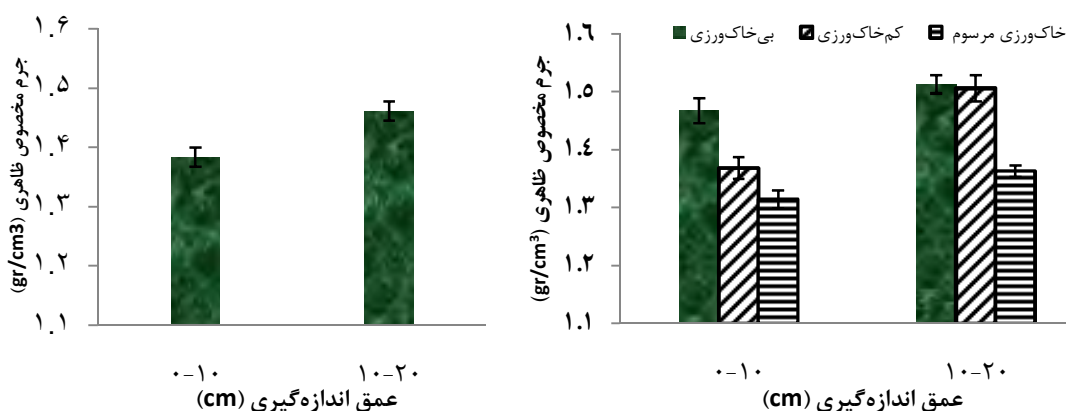 جرم مخصوص ظاهری (gr/cm3)
۱.۶
۱.۵
۱.۴
۱.۳
۱.۲
۱.۱
۰-۱۰
۱۰-۲۰
عمق اندازه‌گیری (cm)
بی‌خاک‌ورزی
کم‌خاک‌ورزی
خاک‌ورزی مرسوم
جرم مخصوص ظاهری (gr/cm³)
۱.۶
۱.۵
۱.۴
۱.۳
۱.۲
۱.۱
۰-۱۰
۱۰-۲۰
عمق اندازه‌گیری (cm)